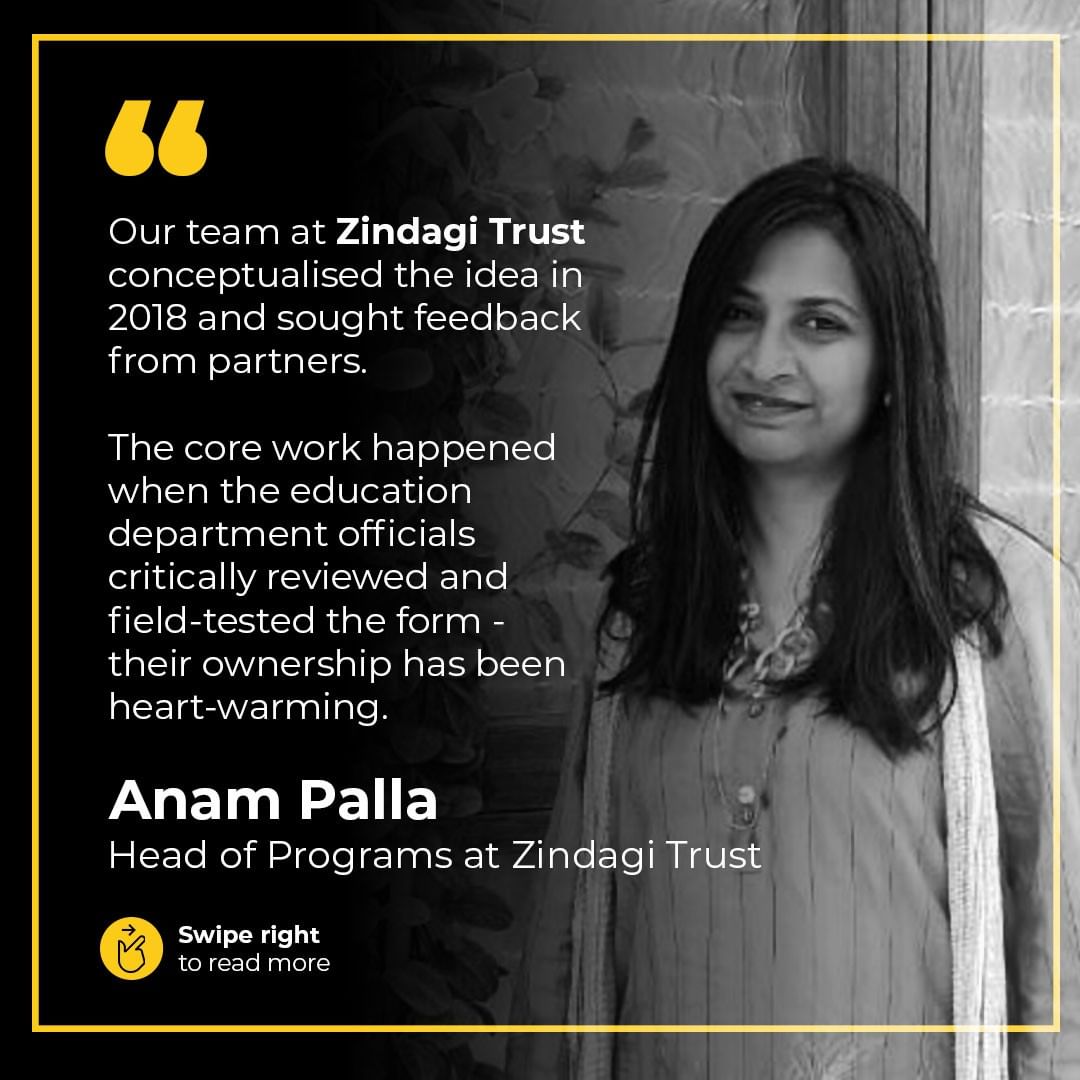 Our team at Zindagi Trust
conceptualised the idea in
2018 and sought feedback
from partners.
The core work happened
when the education
department officials
critically reviewed and
field-tested the form -
their ownership has been
heart-warming.
Anam Palla
Head of Programs at Zindagi Trust
Swipe right
to read more